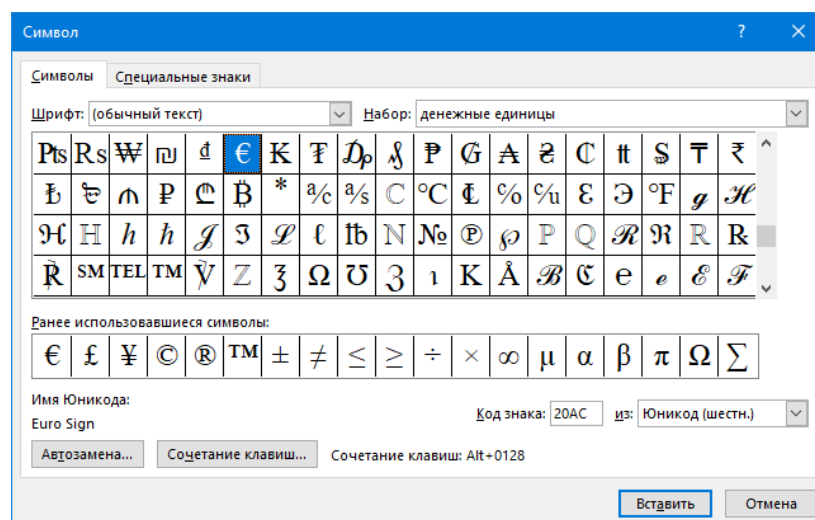 Символ ? ×
Символы Специальные знаки
Шрифт: (обычный текст) Набор: денежные единицы
₧ ₨ ₩ ₪ ₫ € ₭ ₮ ₯ ₰ ₱ ₲ ₳ ₴ ₵ ₶ ₷ ₸ ₹
₺ ₻ ₼ ₽ ₾ ₿ * ℀ ℁ ℂ ℃ ℄ ℅ ℆ ℇ ℈ ℉ ℊ ℋ
ℌ ℍ ℎ ℏ ℐ ℑ ℒ ℓ ℔ ℕ № ℗ ℘ ℙ ℚ ℛ ℜ ℝ ℞
℟ ℠ ℡ ™ ℣ ℤ ℥ Ω ℧ ℨ ℩ K Å ℬ ℭ ℮ ℯ ℰ ℱ
Ранее использовавшиеся символы:
€ £ ¥ © ® ™ ± ≠ ≤ ≥ ÷ × ∞ µ α β π Ω ∑
Имя Юникода:
Euro Sign
Код знака: 20AC из: Юникод (шестн.)
Автозамена... Сочетание клавиш... Сочетание клавиш: Alt+0128
Вставить Отмена